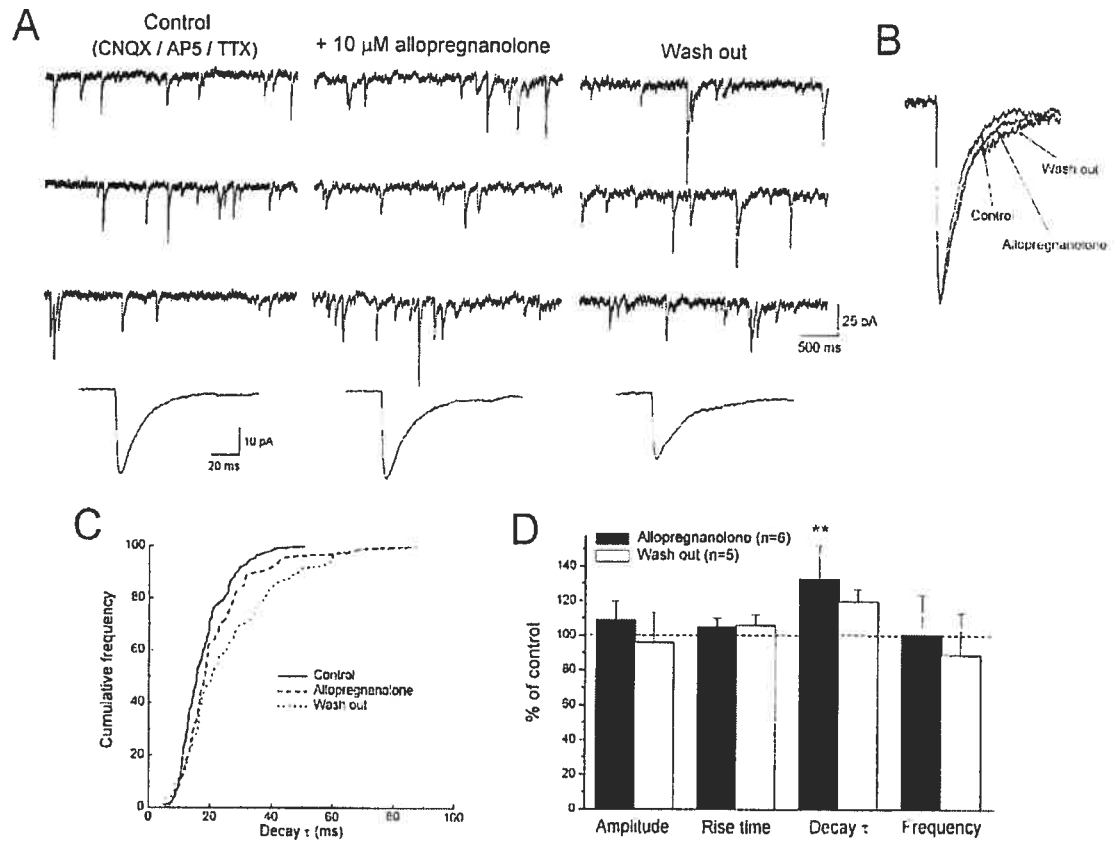 A
Control
(CNQX / AP5 / TTX)
+ 10 µM allopregnanolone
Wash out
25 pA
500 ms
10 pA
20 ms
B
Wash out
Control
Allopregnanolone
C
Cumulative frequency
100
80
60
40
20
0
Control
Allopregnanolone
Wash out
0
20
40
60
80
100
Decay τ (ms)
D
% of control
140
120
100
80
60
40
20
0
Allopregnanolone (n=6)
Wash out (n=5)
**
Amplitude
Rise time
Decay τ
Frequency